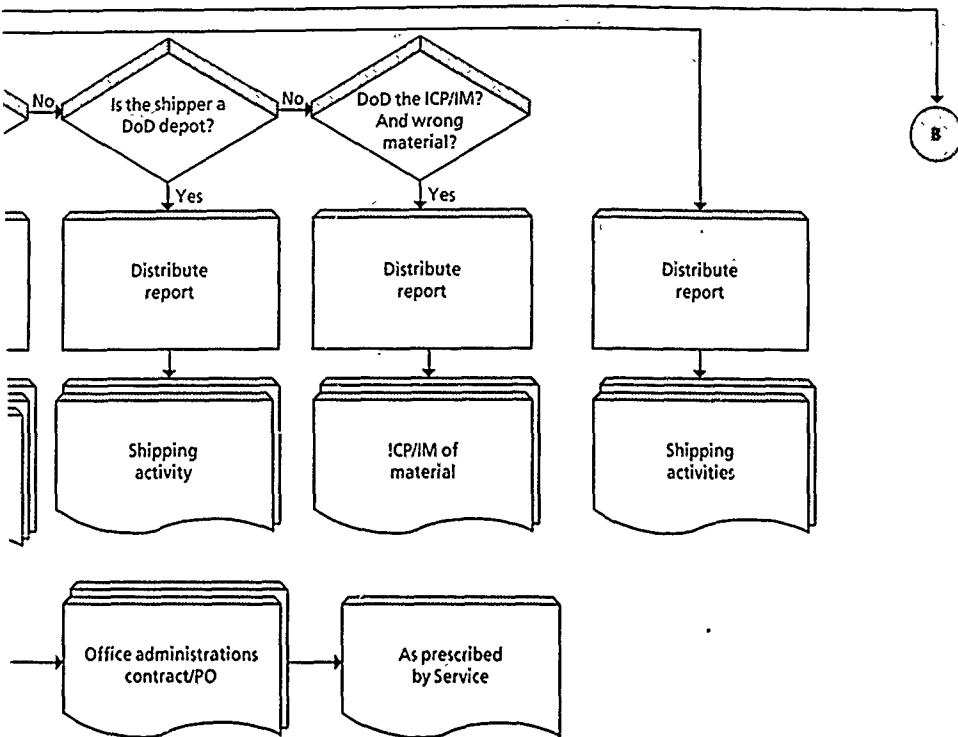 No
Is the shipper a
DoD depot?
No
DoD the ICP/IM?
And wrong
material?
B
Yes
Yes
Distribute
report
Distribute
report
Distribute
report
Shipping
activity
ICP/IM of
material
Shipping
activities
Office administrations
contract/PO
As prescribed
by Service